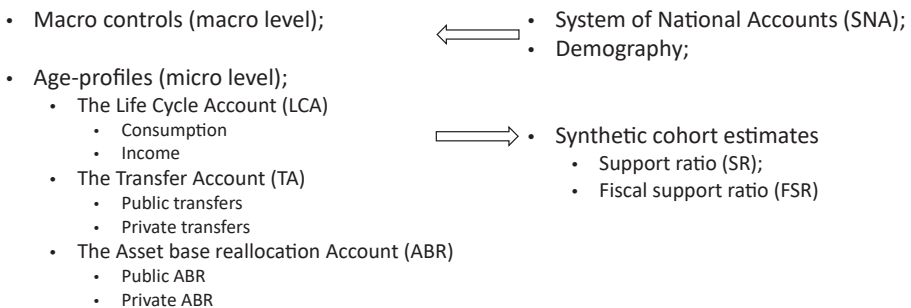 • Macro controls (macro level);
• Age-profiles (micro level);
• The Life Cycle Account (LCA)
• Consumption
• Income
• The Transfer Account (TA)
• Public transfers
• Private transfers
• The Asset base reallocation Account (ABR)
• Public ABR
• Private ABR
• System of National Accounts (SNA);
• Demography;
• Synthetic cohort estimates
• Support ratio (SR);
• Fiscal support ratio (FSR)